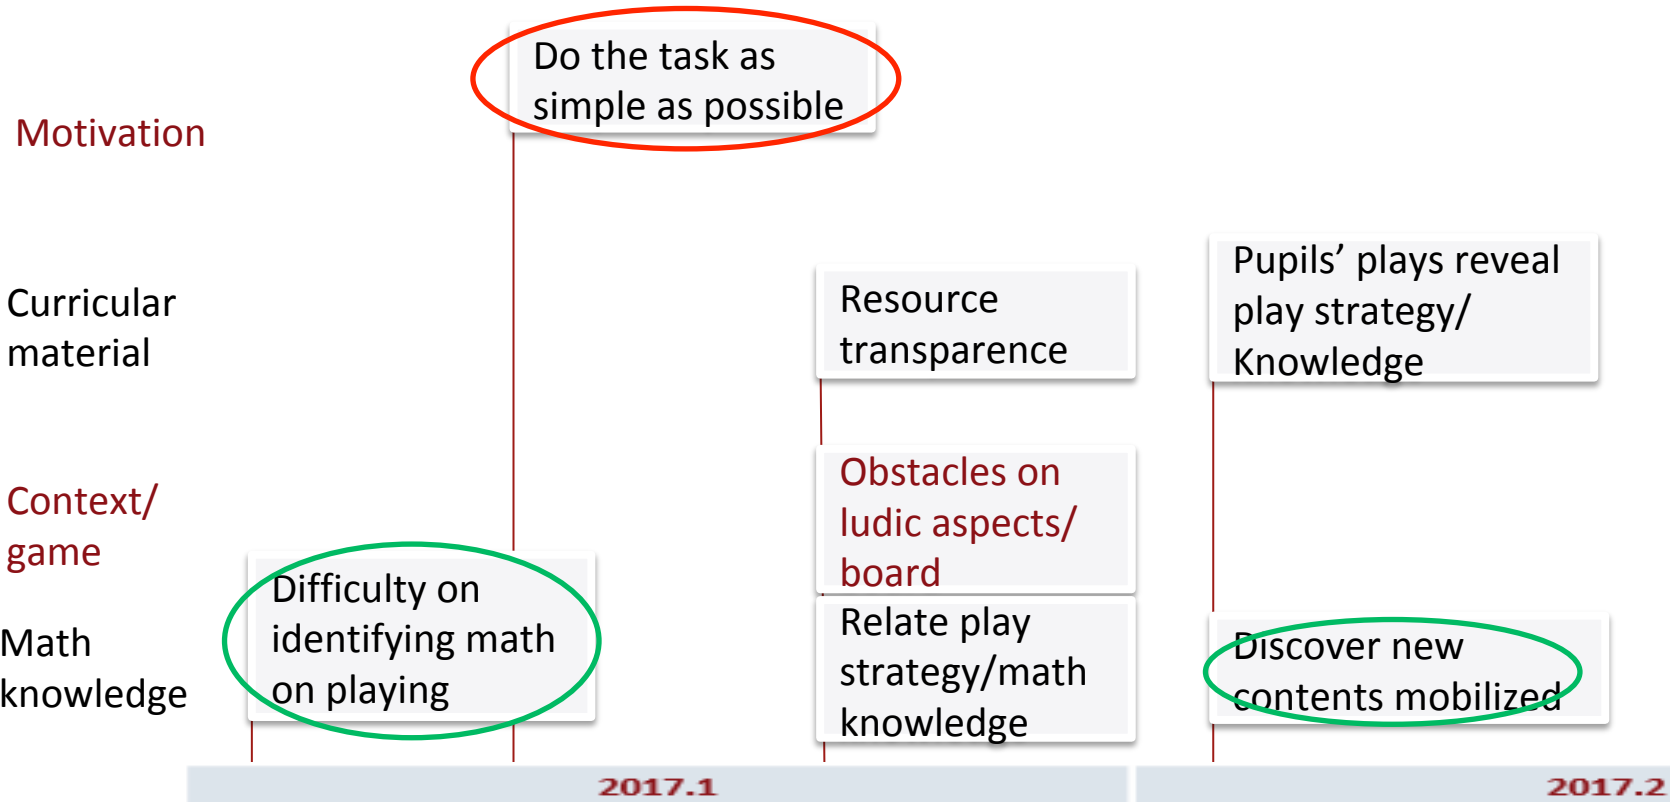 Do the task as
simple as possible
Motivation
Curricular
material
Resource
transparence
Pupils’ plays reveal
play strategy/
Knowledge
Context/
game
Obstacles on
ludic aspects/
board
Math
knowledge
Difficulty on
identifying math
on playing
Relate play
strategy/math
knowledge
Discover new
contents mobilized
2017.1
2017.2